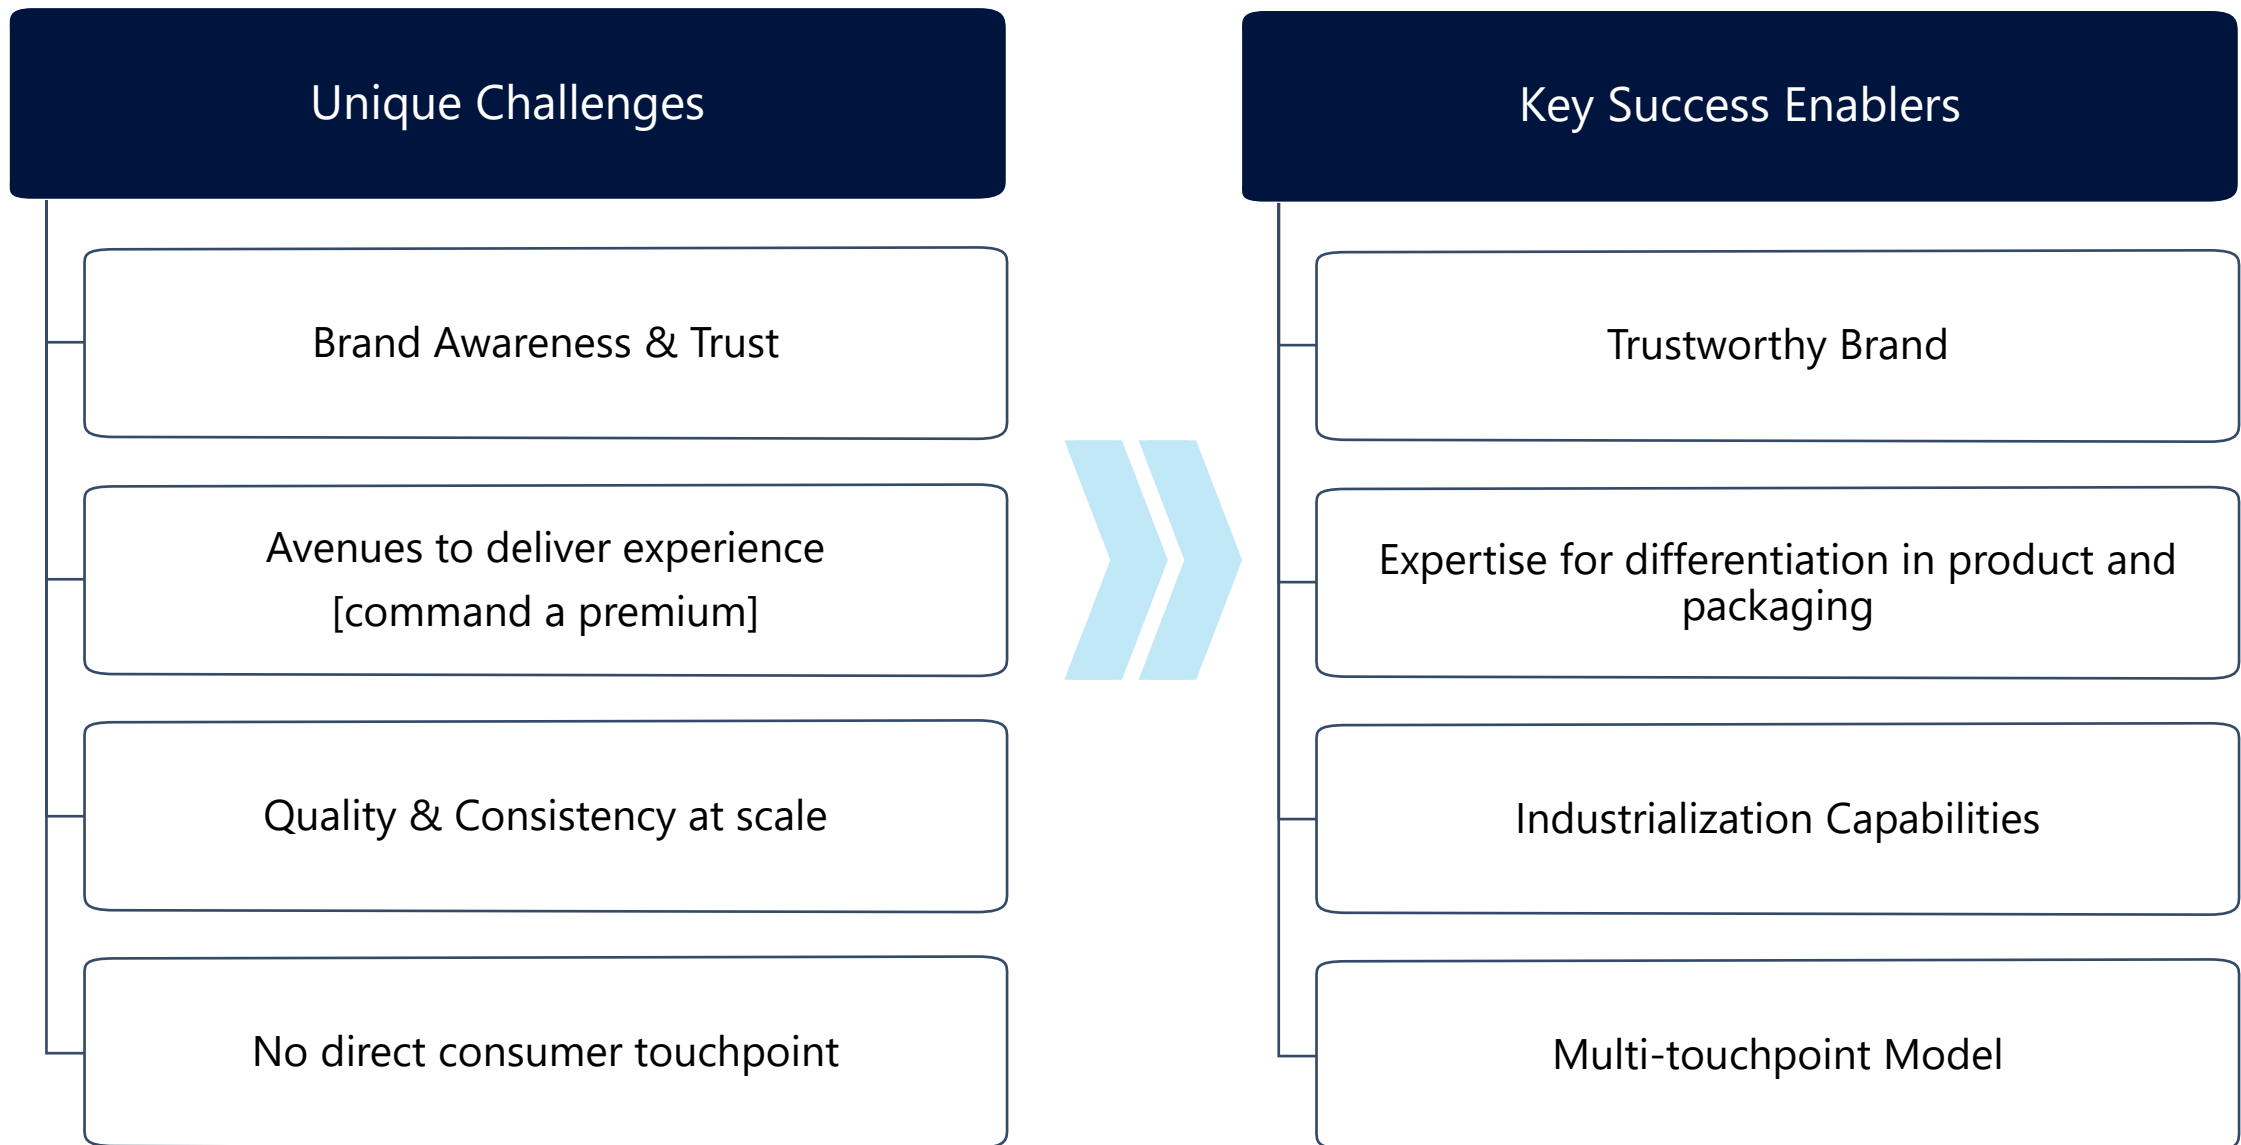 Unique Challenges
Brand Awareness & Trust
Avenues to deliver experience
[command a premium]
Quality & Consistency at scale
No direct consumer touchpoint
Key Success Enablers
Trustworthy Brand
Expertise for differentiation in product and
packaging
Industrialization Capabilities
Multi-touchpoint Model